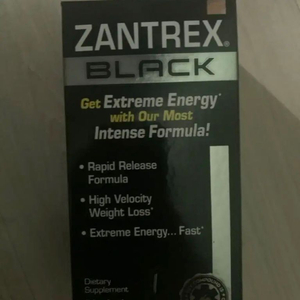 ZANTREX®
BLACK
Get Extreme Energy*
with Our Most
Intense Formula!
• Rapid Release
Formula
• High Velocity
Weight Loss*
• Extreme Energy... Fast*
Dietary
Supplement